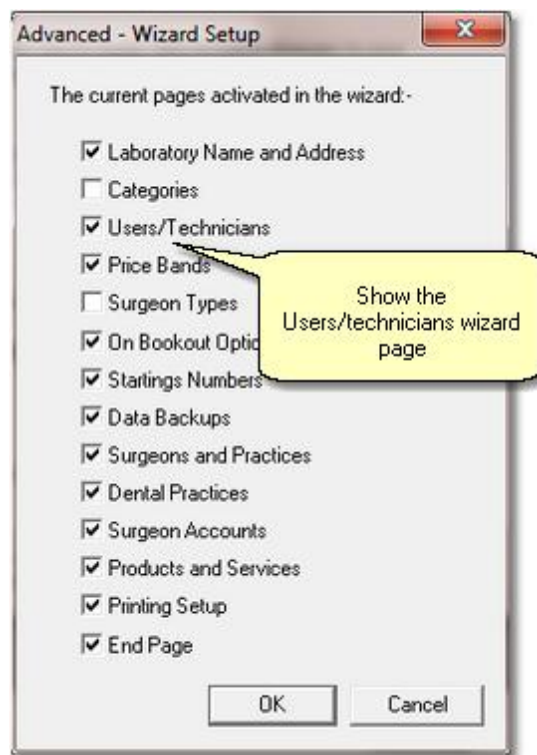 Advanced - Wizard Setup
The current pages activated in the wizard:-
Laboratory Name and Address
Categories
Users/Technicians
Price Bands
Surgeon Types
On Bookout
Startings Numbers
Data Backups
Surgeons and Practices
Dental Practices
Surgeon Accounts
Products and Services
Printing Setup
End Page
Show the
Users/technicians wizard
page
OK
Cancel